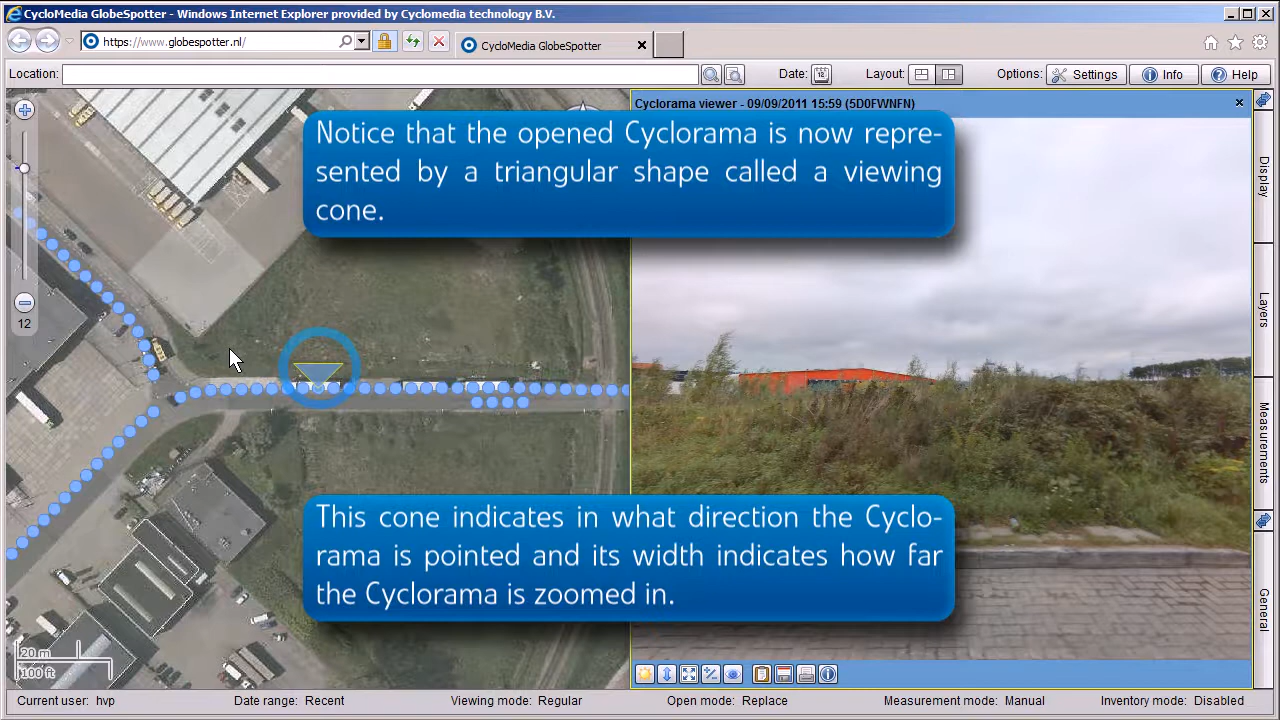 CycloMedia GlobeSpotter - Windows Internet Explorer provided by Cyclomedia technology B.V.
https://www.globespotter.nl/
CycloMedia GlobeSpotter
Location:
Date:
12
Layout:
Options:
Settings
Info
Help
Cyclorama viewer - 09/09/2011 15:59 (5D0FWNFN)
Notice that the opened Cyclorama is now repre-
sented by a triangular shape called a viewing
cone.
Display
Layers
Measurements
General
12
This cone indicates in what direction the Cyclo-
rama is pointed and its width indicates how far
the Cyclorama is zoomed in.
20 m
100 ft
Current user: hvp
Date range: Recent
Viewing mode: Regular
Open mode: Replace
Measurement mode: Manual
Inventory mode: Disabled